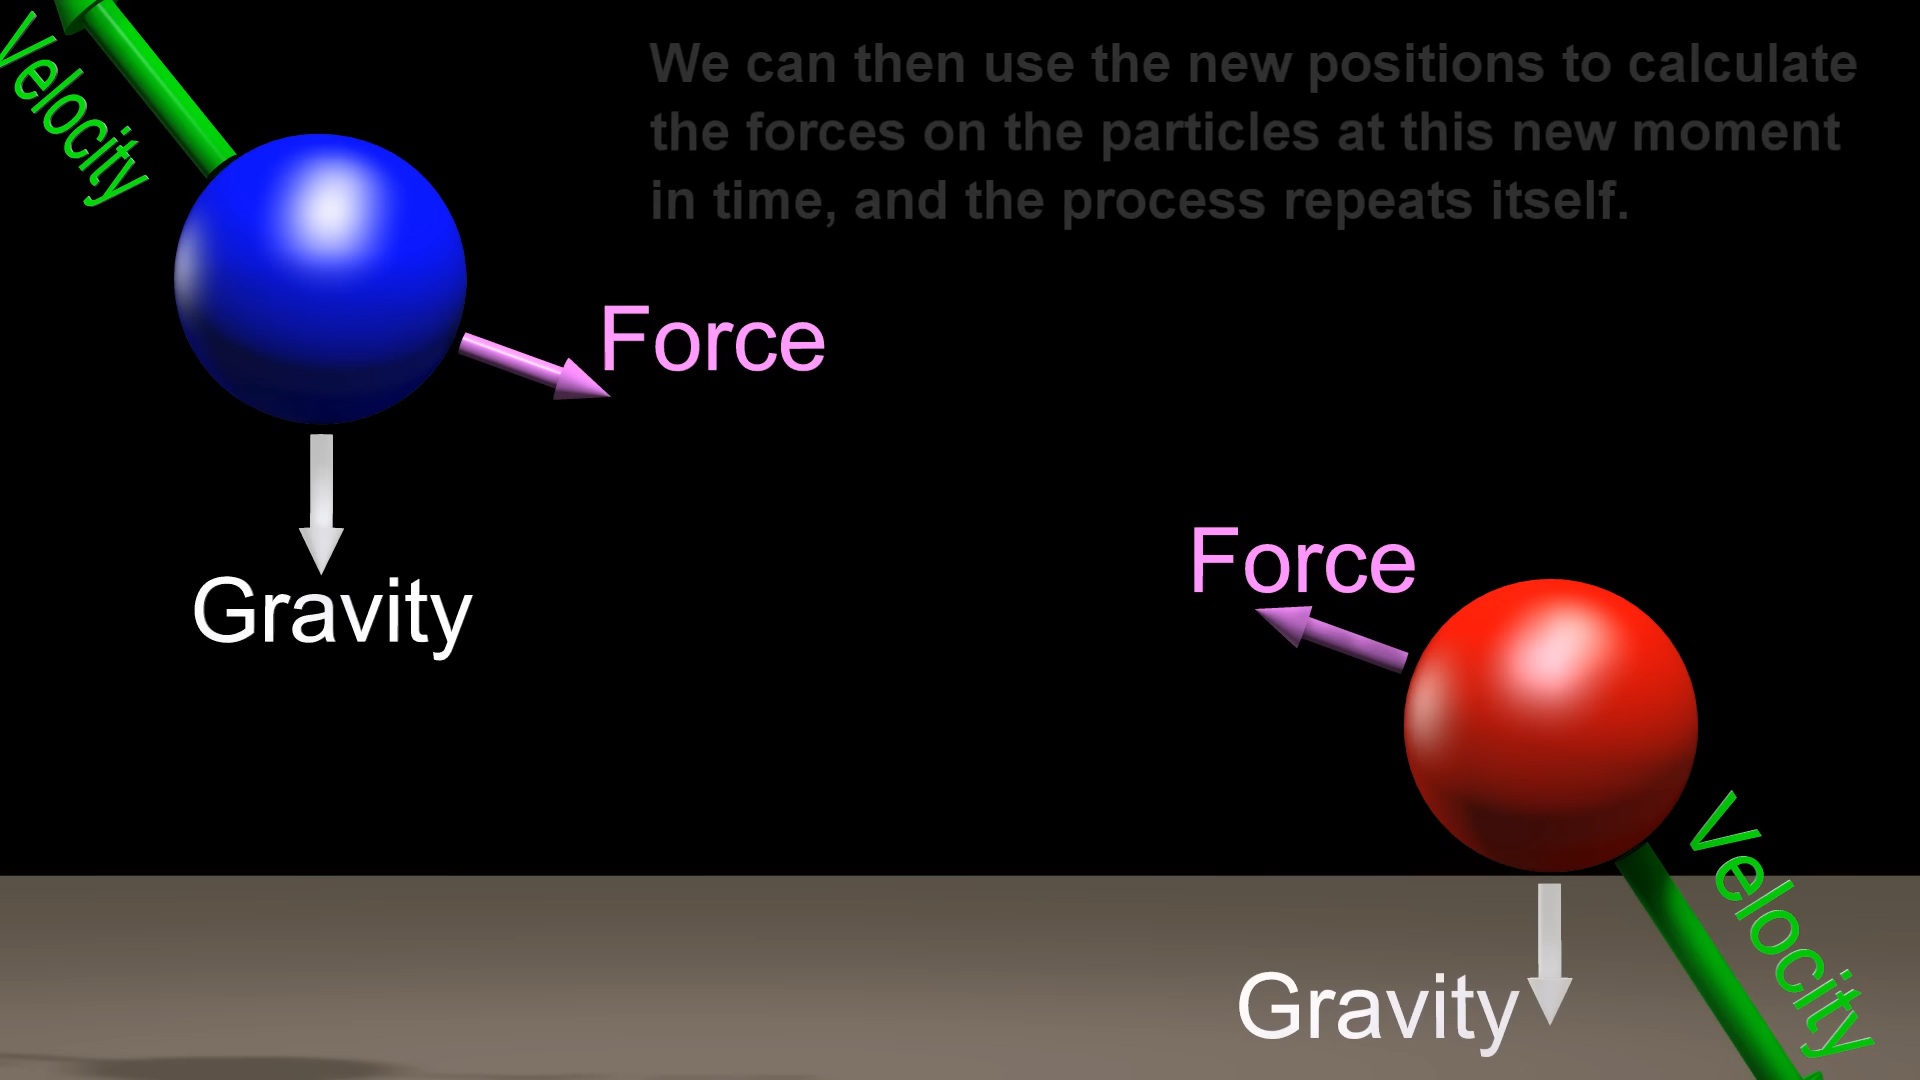 We can then use the new positions to calculate
the forces on the particles at this new moment
in time, and the process repeats itself.
Velocity
Force
Gravity
Force
Velocity
Gravity